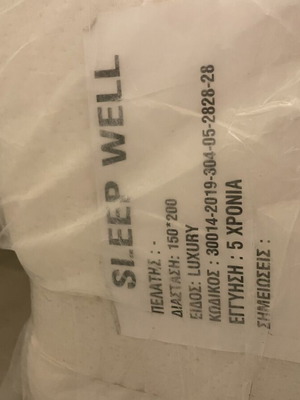 SLEEP WELL
ΠΕΛΑΤΗΣ : -
ΔΙΑΣΤΑΣΗ: 150*200
ΕΙΔΟΣ: LUXURY
ΚΩΔΙΚΟΣ : 30014-2019-304-05-2828-28
ΕΓΓΥΗΣΗ : 5 ΧΡΟΝΙΑ
ΣΗΜΕΙΩΣΕΙΣ :